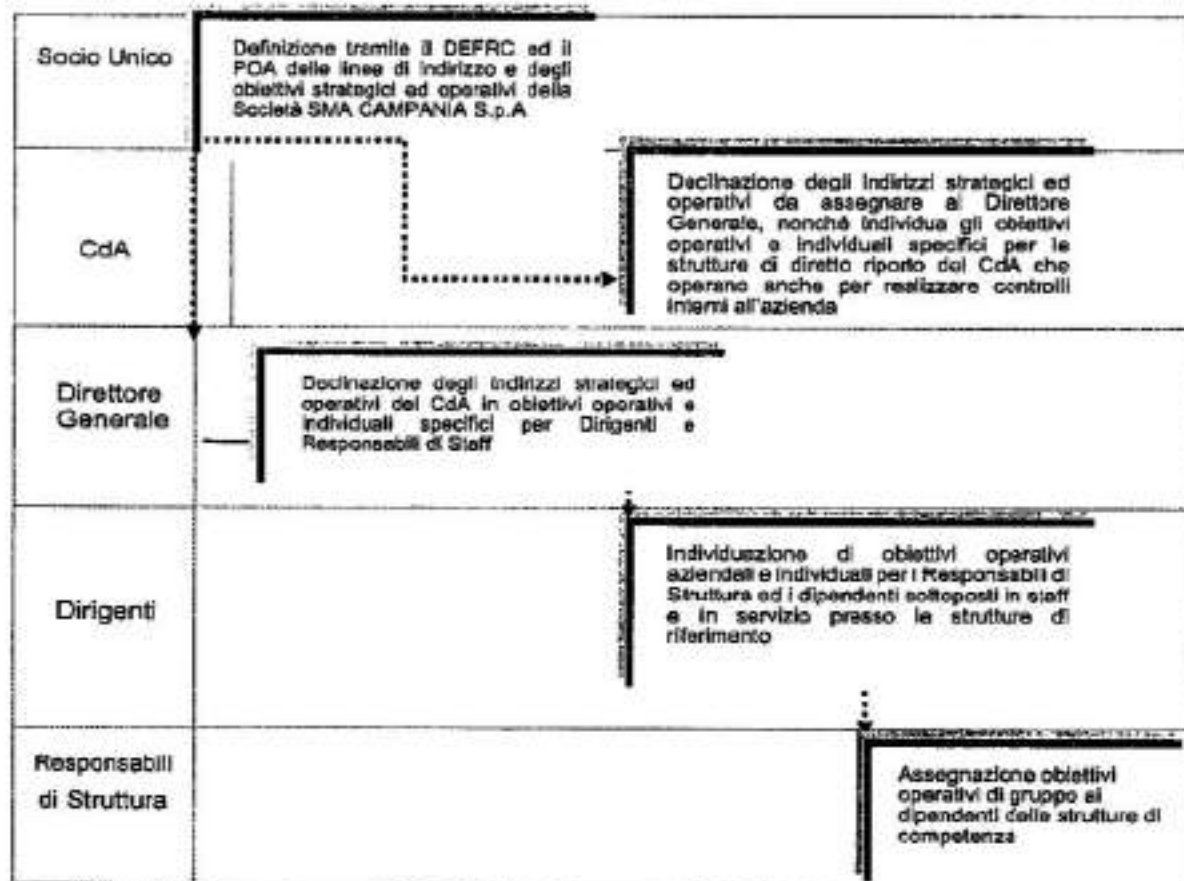 Socio Unico
Definizione tramite il DEFRC ed il
POA delle linee di indirizzo e degli
obiettivi strategici ed operativi della
Società SMA CAMPANIA S.p.A
CdA
Declinazione degli indirizzi strategici ed
operativi da assegnare al Direttore
Generale, nonché individua gli obiettivi
operativi e individuali specifici per le
strutture di diretto riporto del CdA che
operano anche per realizzare controlli
interni all'azienda
Direttore
Generale
Declinazione degli indirizzi strategici ed
operativi del CdA in obiettivi operativi e
individuali specifici per Dirigenti e
Responsabili di Staff
Dirigenti
Individuazione di obiettivi operativi
aziendali e individuali per i Responsabili di
Struttura ed i dipendenti sottoposti in staff
e in servizio presso le strutture di
riferimento
Responsabili
di Struttura
Assegnazione obiettivi
operativi di gruppo ai
dipendenti delle strutture di
competenza